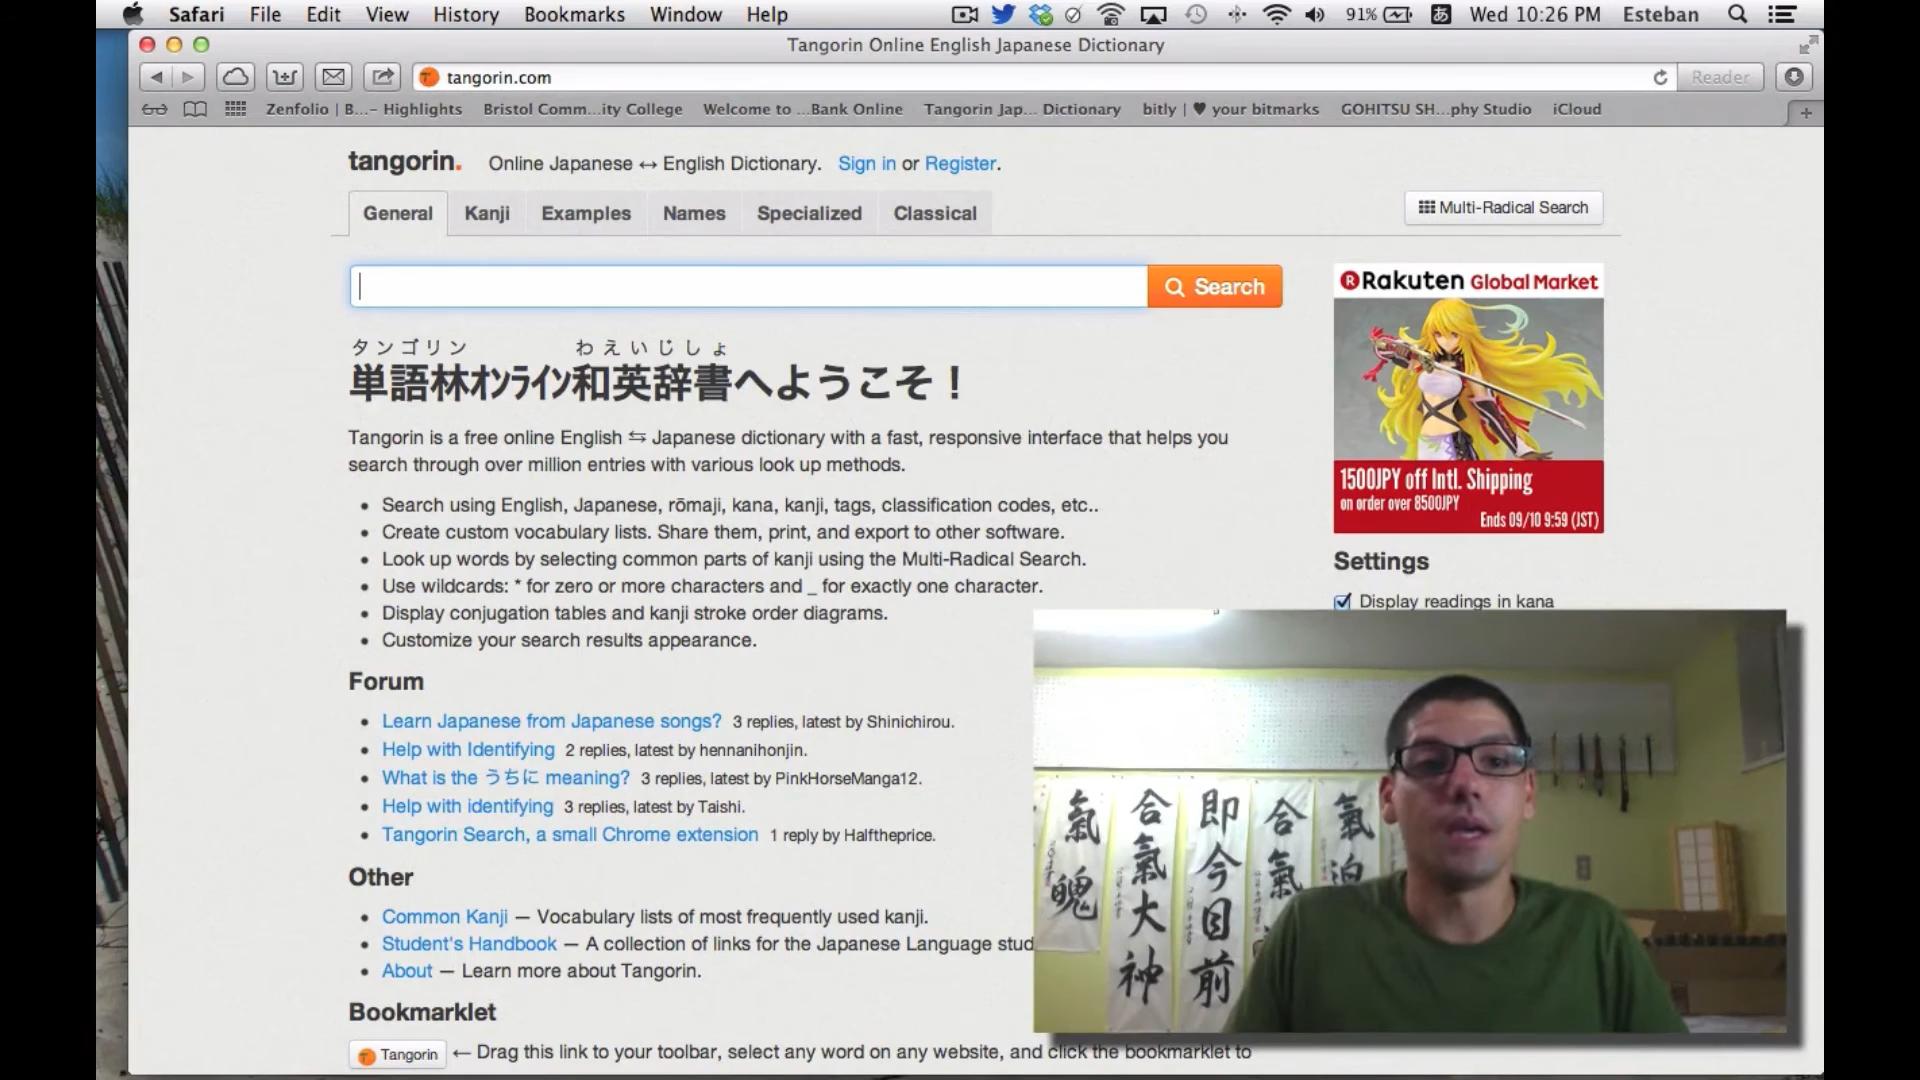 Safari File Edit View History Bookmarks Window Help 91% あ Wed 10:26 PM Esteban
Tangorin Online English Japanese Dictionary
tangorin.com Reader
Zenfolio | B...– Highlights Bristol Comm...ity College Welcome to ...Bank Online Tangorin Jap... Dictionary bitly | ♥ your bitmarks GOHITSU SH...phy Studio iCloud
tangorin. Online Japanese ↔ English Dictionary. Sign in or Register.
General Kanji Examples Names Specialized Classical Multi-Radical Search
Search
Rakuten Global Market
タンゴリン わえいじしょ
単語林オンライン和英辞書へようこそ！
Tangorin is a free online English ⇆ Japanese dictionary with a fast, responsive interface that helps you
search through over million entries with various look up methods.
1500JPY off Intl. Shipping
on order over 8500JPY
Ends 09/10 9:59 (JST)
• Search using English, Japanese, rōmaji, kana, kanji, tags, classification codes, etc..
• Create custom vocabulary lists. Share them, print, and export to other software.
• Look up words by selecting common parts of kanji using the Multi-Radical Search.
• Use wildcards: * for zero or more characters and _ for exactly one character.
• Display conjugation tables and kanji stroke order diagrams.
• Customize your search results appearance.
Settings
Display readings in kana
Forum
• Learn Japanese from Japanese songs? 3 replies, latest by Shinichirou.
• Help with Identifying 2 replies, latest by hennanihonjin.
• What is the うちに meaning? 3 replies, latest by PinkHorseManga12.
• Help with identifying 3 replies, latest by Taishi.
• Tangorin Search, a small Chrome extension 1 reply by Halftheprice.
Other
• Common Kanji — Vocabulary lists of most frequently used kanji.
• Student's Handbook — A collection of links for the Japanese Language stud
• About — Learn more about Tangorin.
Bookmarklet
Tangorin ← Drag this link to your toolbar, select any word on any website, and click the bookmarklet to
氣魄
合氣大神
即今目前
合氣
氣迫